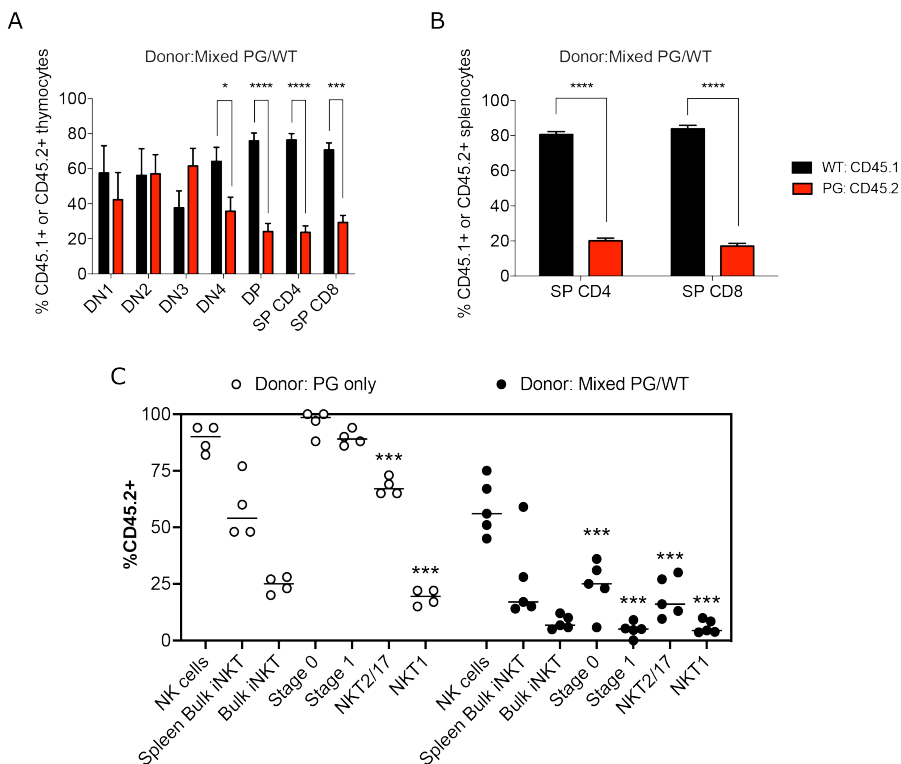 A
Donor:Mixed PG/WT
% CD45.1+ or CD45.2+ thymocytes
100
80
60
40
20
0
* **** **** ***
DN1 DN2 DN3 DN4 DP SP CD4 SP CD8
B
Donor:Mixed PG/WT
% CD45.1+ or CD45.2+ splenocytes
100
80
60
40
20
0
**** ****
SP CD4 SP CD8
WT: CD45.1
PG: CD45.2
C
Donor: PG only Donor: Mixed PG/WT
%CD45.2+
100
75
50
25
0
*** *** *** *** *** ***
NK cells Spleen Bulk iNKT Bulk iNKT Stage 0 Stage 1 NKT2/17 NKT1 NK cells Spleen Bulk iNKT Bulk iNKT Stage 0 Stage 1 NKT2/17 NKT1